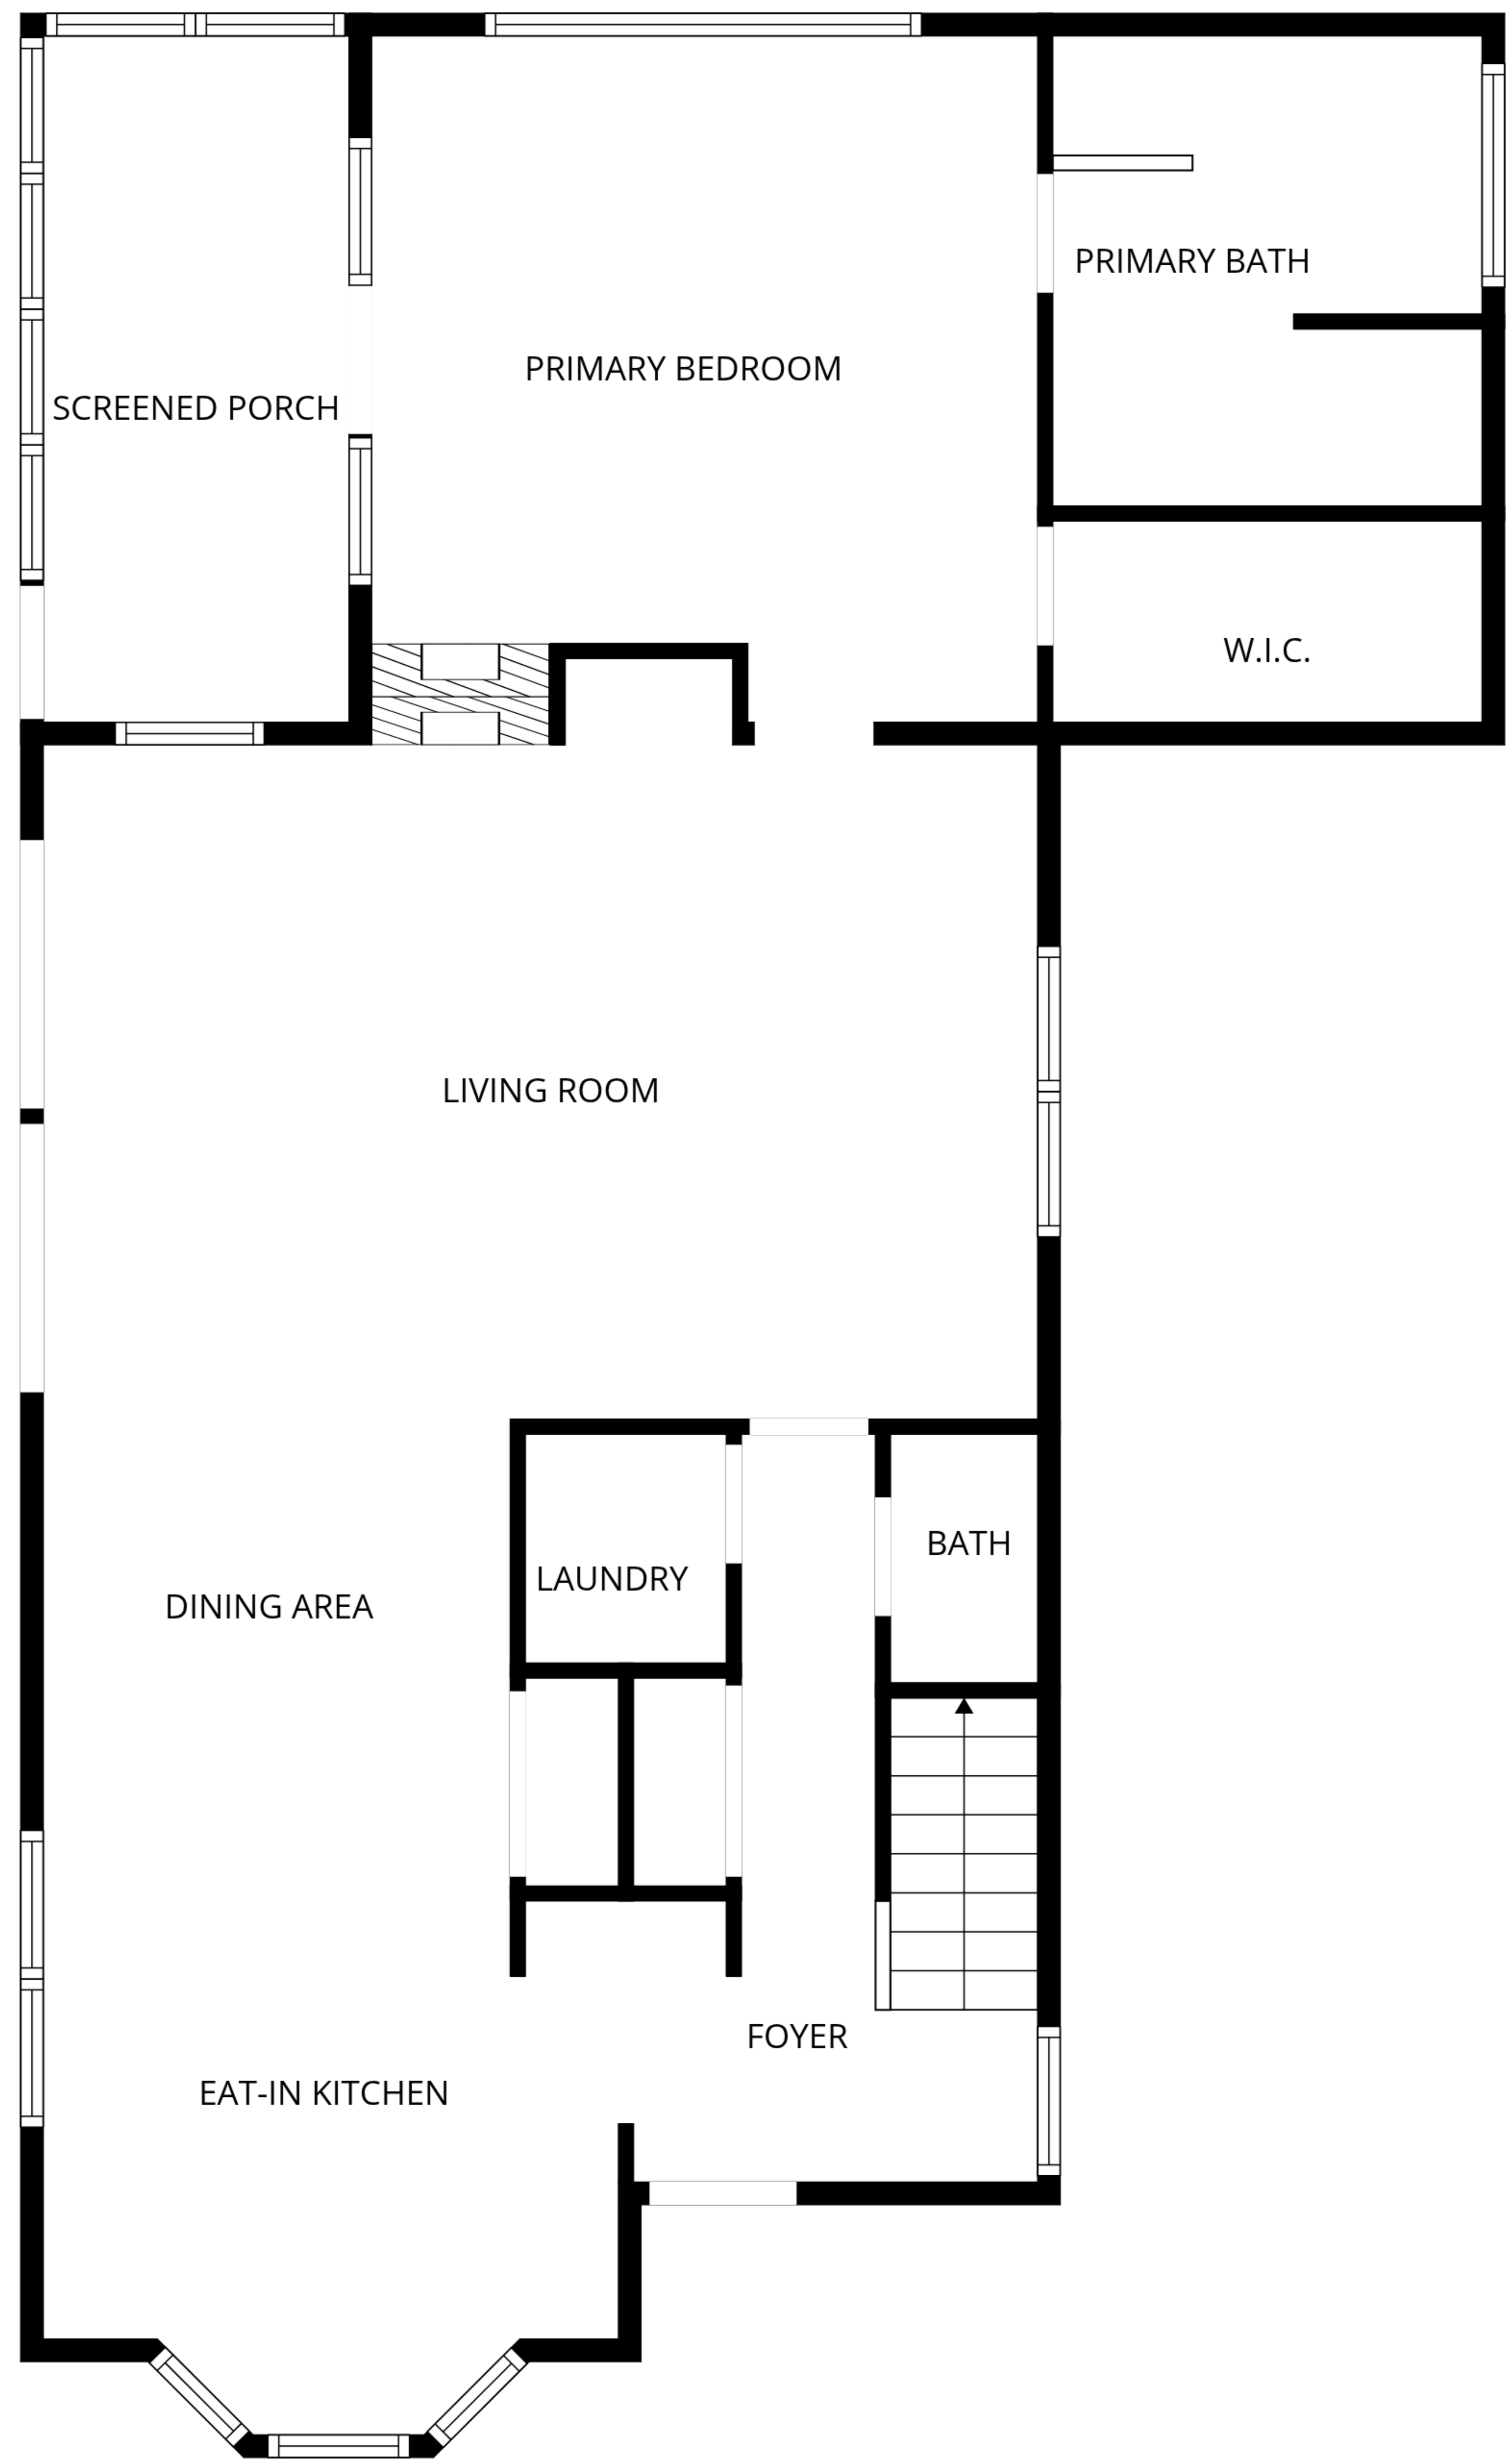 PRIMARY BATH
PRIMARY BEDROOM
SCREENED PORCH
W.I.C.
LIVING ROOM
BATH
LAUNDRY
DINING AREA
FOYER
EAT-IN KITCHEN